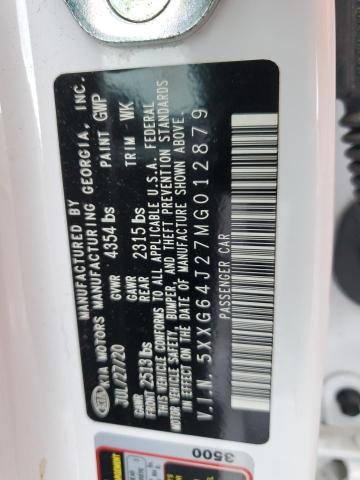 MANUFACTURED BY
KIA MOTORS MANUFACTURING GEORGIA, INC.
JUL/27/20 GVWR 4354 lbs PAINT GWP
GAWR GAWR TRIM WK
FRONT 2513 lbs REAR 2315 lbs
THIS VEHICLE CONFORMS TO ALL APPLICABLE U.S.A. FEDERAL
MOTOR VEHICLE SAFETY, BUMPER, AND THEFT PREVENTION STANDARDS
IN EFFECT ON THE DATE OF MANUFACTURE SHOWN ABOVE.
V.I.N. 5XXG64J27MG012879
PASSENGER CAR
KIA
3500